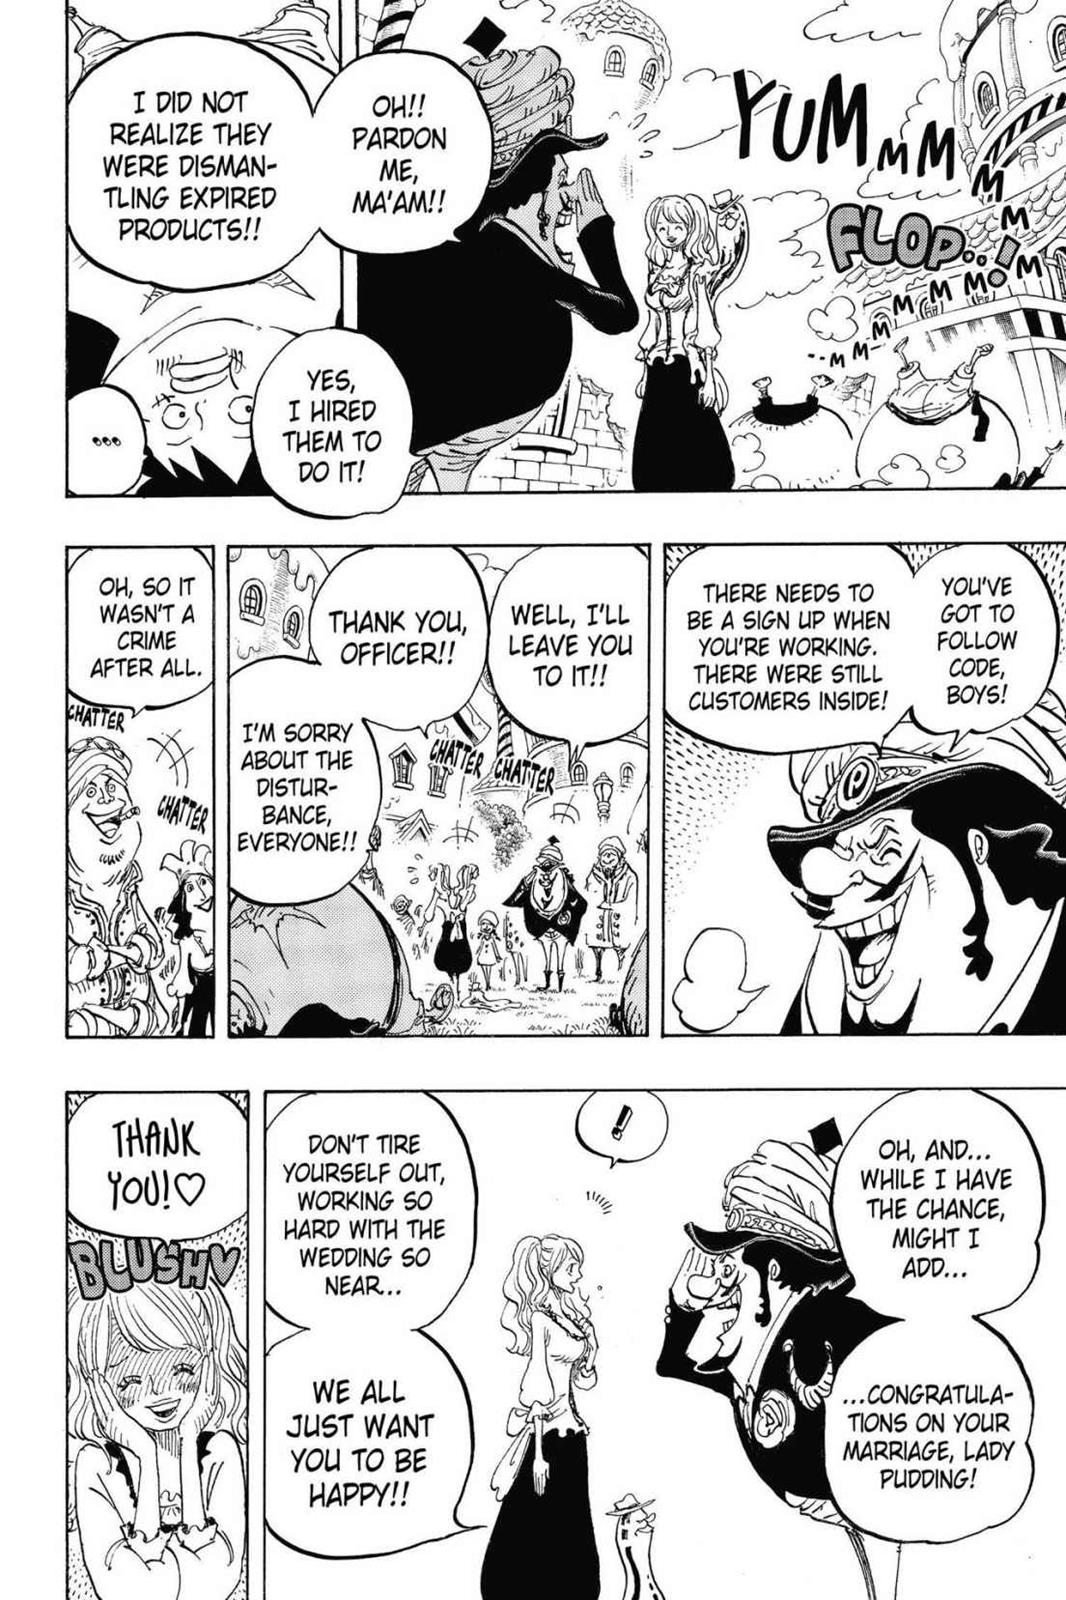 YUMMMMMMMMMMMM-M...
FLOP..!
OH!!
PARDON
ME,
MA'AM!!
I DID NOT
REALIZE THEY
WERE DISMAN-
TLING EXPIRED
PRODUCTS!!
YES,
I HIRED
THEM TO
DO IT!
...
YOU'VE
GOT TO
FOLLOW
CODE,
BOYS!
THERE NEEDS TO
BE A SIGN UP WHEN
YOU'RE WORKING.
THERE WERE STILL
CUSTOMERS INSIDE!
WELL, I'LL
LEAVE YOU
TO IT!!
THANK YOU,
OFFICER!!
I'M SORRY
ABOUT THE
DISTUR-
BANCE,
EVERYONE!!
CHATTER
CHATTER
OH, SO IT
WASN'T A
CRIME
AFTER ALL.
CHATTER
CHATTER
OH, AND...
WHILE I HAVE
THE CHANCE,
MIGHT I
ADD...
...CONGRATULA-
TIONS ON YOUR
MARRIAGE, LADY
PUDDING!
!
DON'T TIRE
YOURSELF OUT,
WORKING SO
HARD WITH THE
WEDDING SO
NEAR...
WE ALL
JUST WANT
YOU TO BE
HAPPY!!
THANK
YOU!♡
BLUSH♥